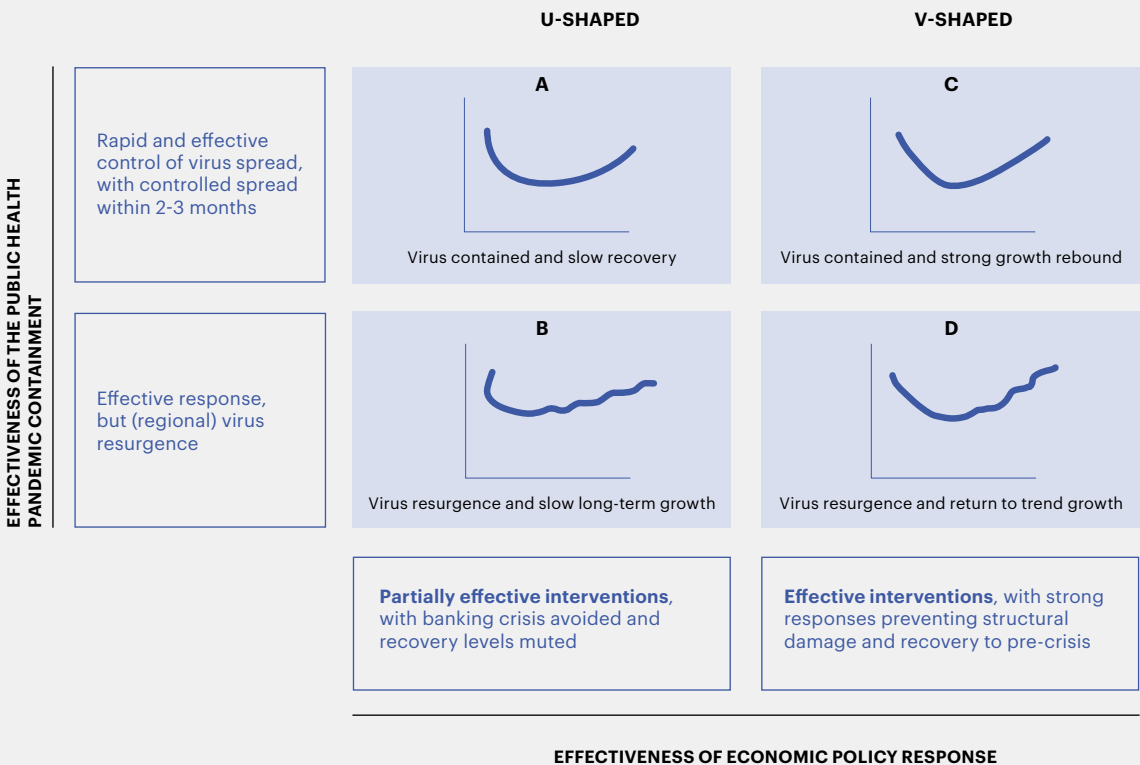 U-SHAPED
V-SHAPED
EFFECTIVENESS OF THE PUBLIC HEALTH
PANDEMIC CONTAINMENT
Rapid and effective
control of virus spread,
with controlled spread
within 2-3 months
A
Virus contained and slow recovery
C
Virus contained and strong growth rebound
Effective response,
but (regional) virus
resurgence
B
Virus resurgence and slow long-term growth
D
Virus resurgence and return to trend growth
Partially effective interventions,
with banking crisis avoided and
recovery levels muted
Effective interventions, with strong
responses preventing structural
damage and recovery to pre-crisis
EFFECTIVENESS OF ECONOMIC POLICY RESPONSE